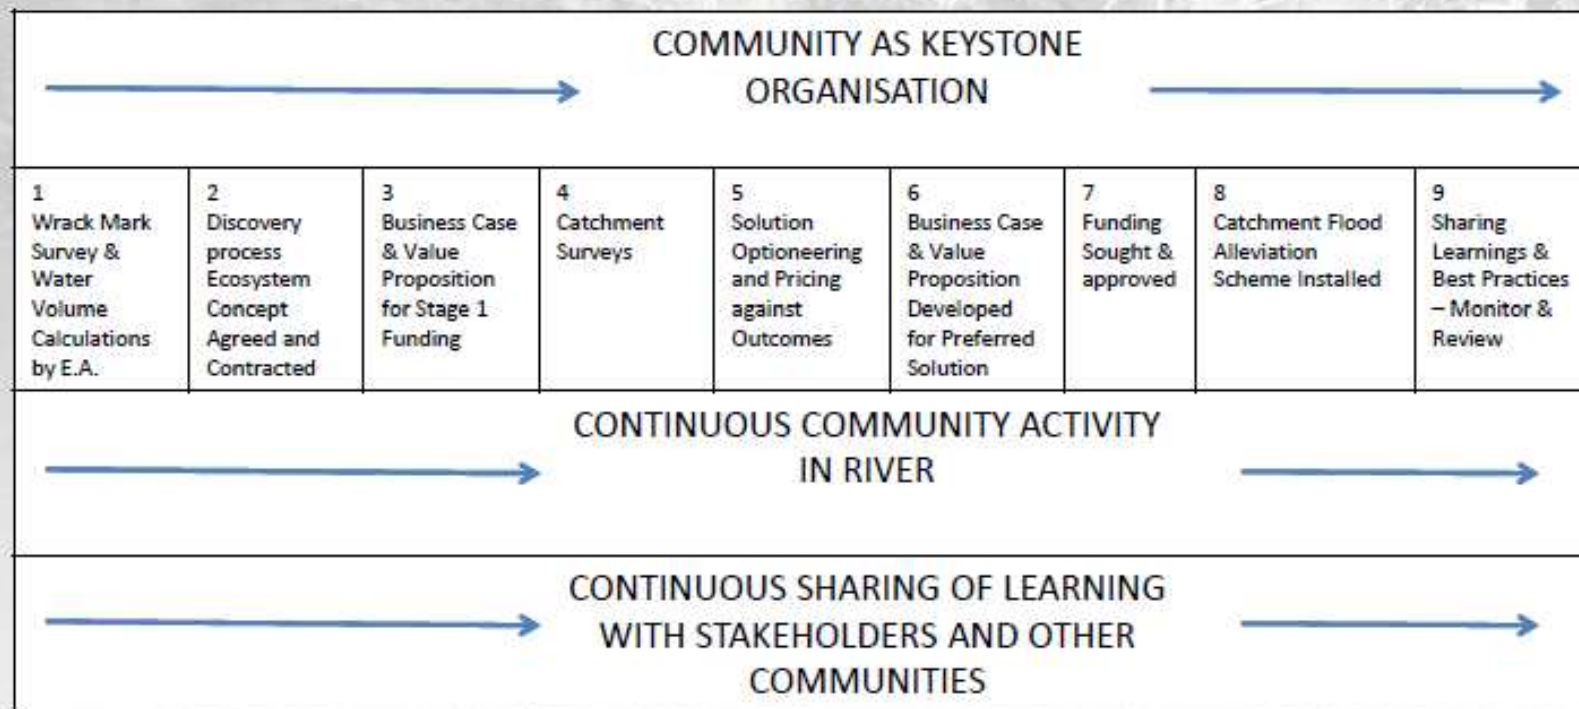 COMMUNITY AS KEYSTONE
ORGANISATION
1
Wrack Mark
Survey &
Water
Volume
Calculations
by E.A.
2
Discovery
process
Ecosystem
Concept
Agreed and
Contracted
3
Business Case
& Value
Proposition
for Stage 1
Funding
4
Catchment
Surveys
5
Solution
Optioneering
and Pricing
against
Outcomes
6
Business Case
& Value
Proposition
Developed
for Preferred
Solution
7
Funding
Sought &
approved
8
Catchment Flood
Alleviation
Scheme Installed
9
Sharing
Learnings &
Best Practices
– Monitor &
Review
CONTINUOUS COMMUNITY ACTIVITY
IN RIVER
CONTINUOUS SHARING OF LEARNING
WITH STAKEHOLDERS AND OTHER
COMMUNITIES